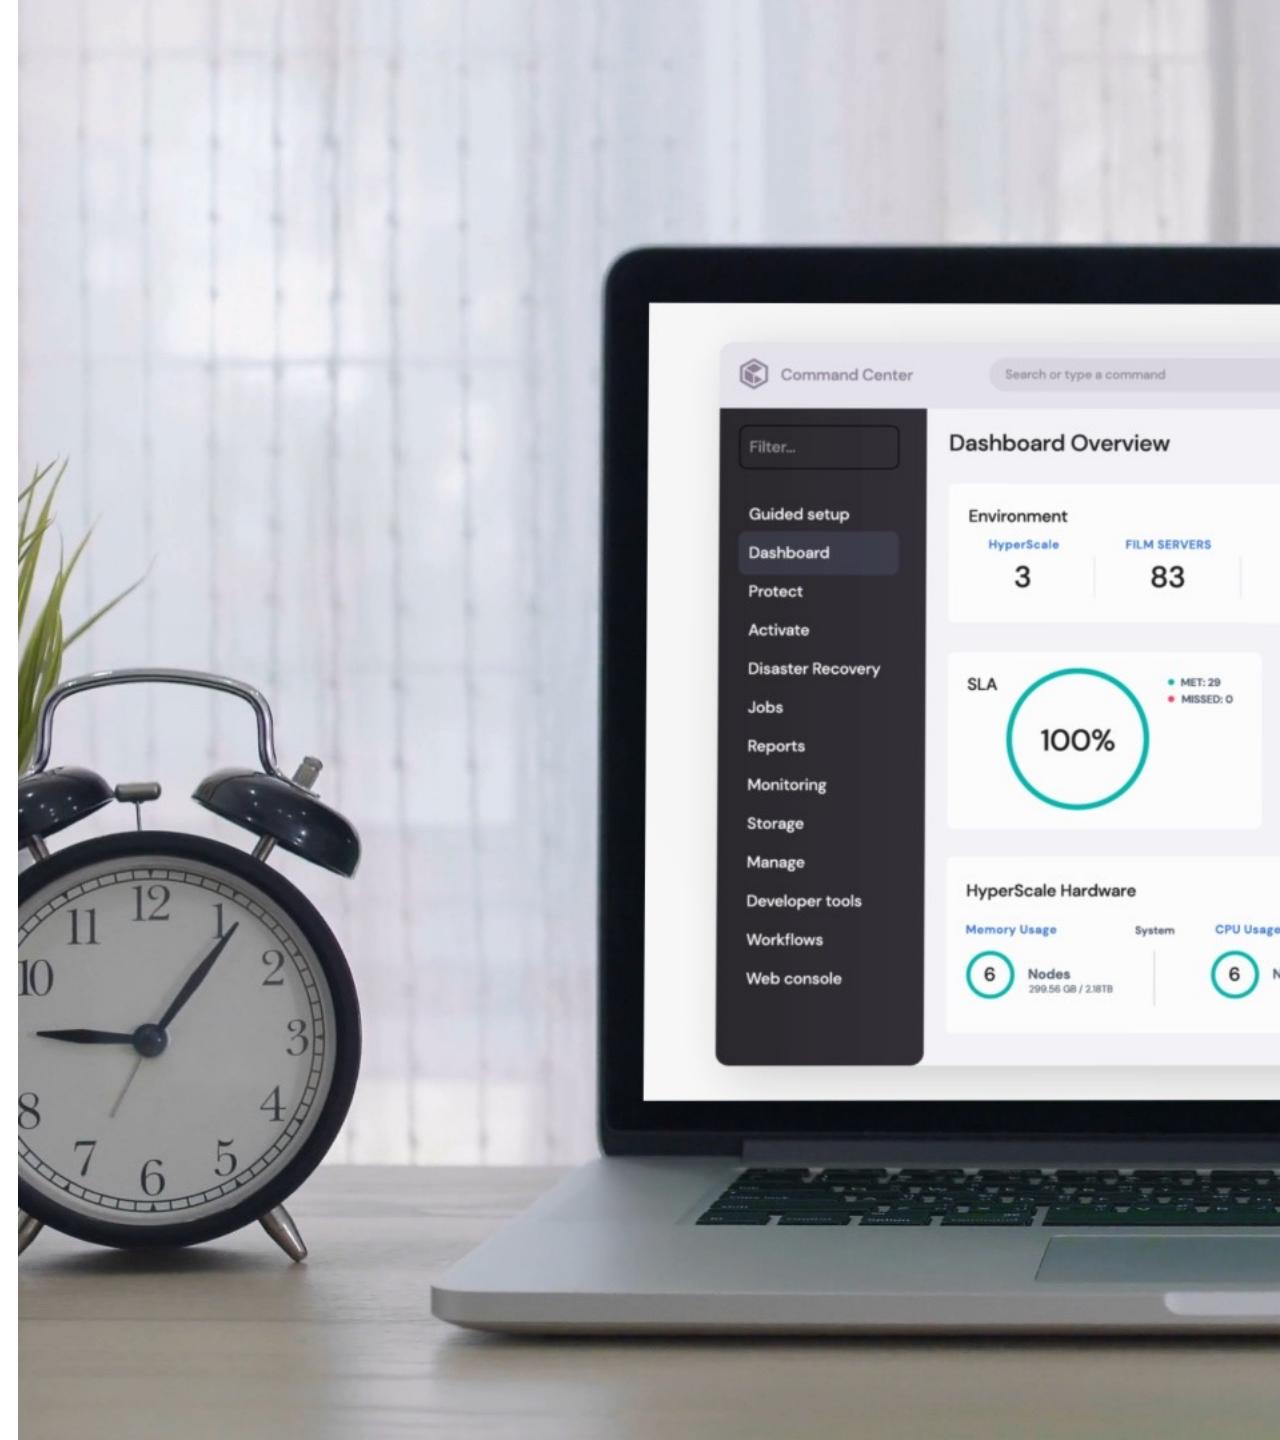 Command Center
Search or type a command
Filter...
Dashboard Overview
Guided setup
Dashboard
Protect
Activate
Disaster Recovery
Jobs
Reports
Monitoring
Storage
Manage
Developer tools
Workflows
Web console
Environment
HyperScale
3
FILM SERVERS
83
SLA
100%
MET: 29
MISSED: 0
HyperScale Hardware
Memory Usage
System
CPU Usage
6
Nodes
299.56 GB / 2.18TB
6
12
1
2
3
4
5
6
7
8
10
11